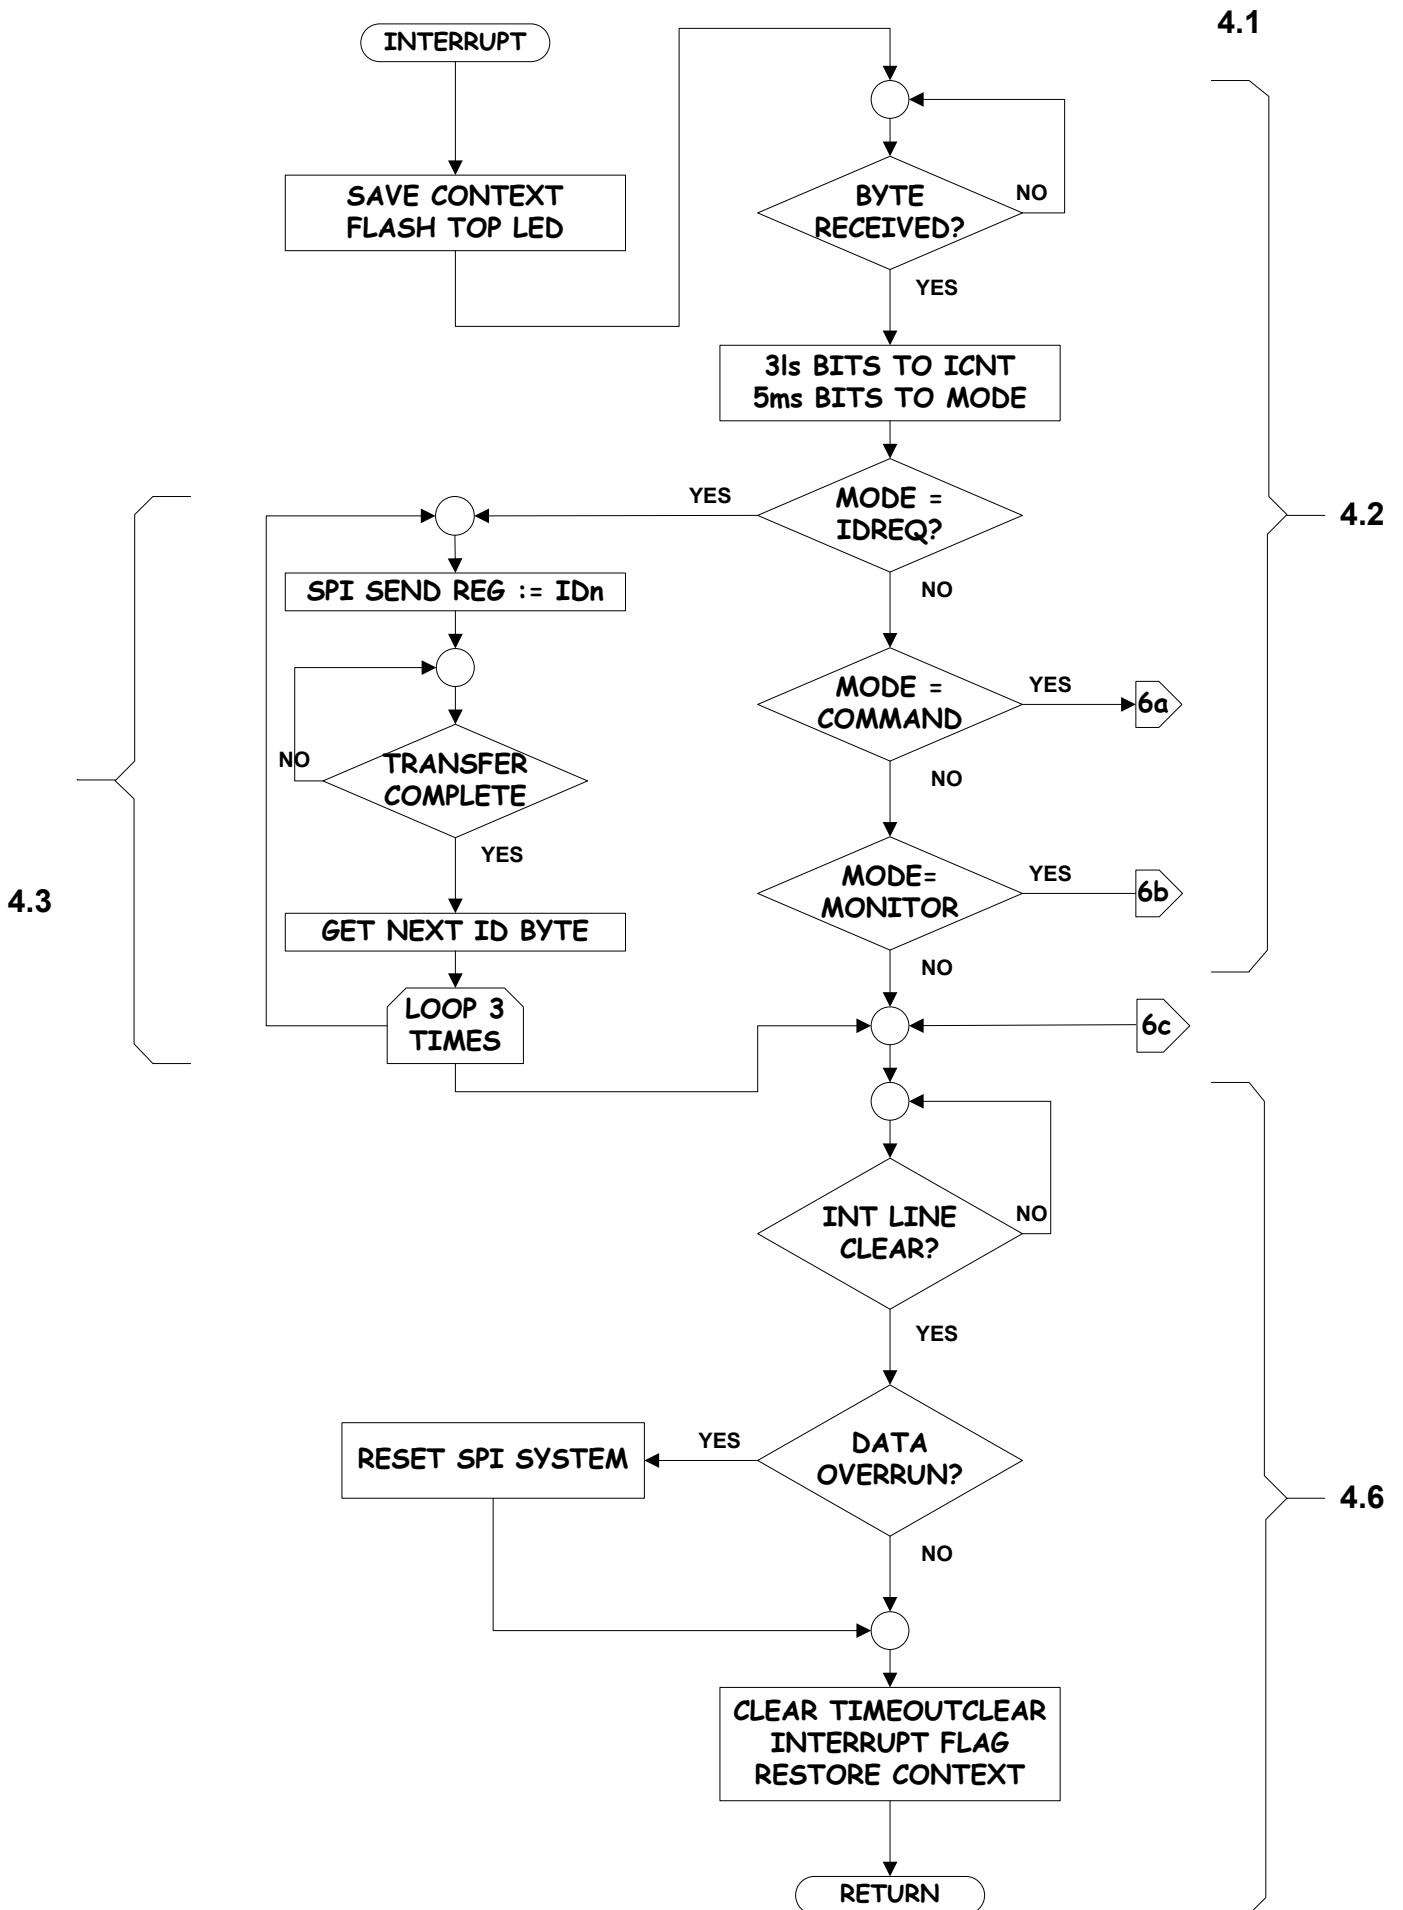 4.1
INTERRUPT
SAVE CONTEXT
FLASH TOP LED
BYTE
RECEIVED?
NO
YES
3ls BITS TO ICNT
5ms BITS TO MODE
MODE =
IDREQ?
YES
NO
4.2
SPI SEND REG := IDn
TRANSFER
COMPLETE
NO
YES
GET NEXT ID BYTE
LOOP 3
TIMES
4.3
MODE =
COMMAND
YES
6a
NO
MODE=
MONITOR
YES
6b
NO
6c
INT LINE
CLEAR?
NO
YES
DATA
OVERRUN?
YES
RESET SPI SYSTEM
NO
4.6
CLEAR TIMEOUTCLEAR
INTERRUPT FLAG
RESTORE CONTEXT
RETURN